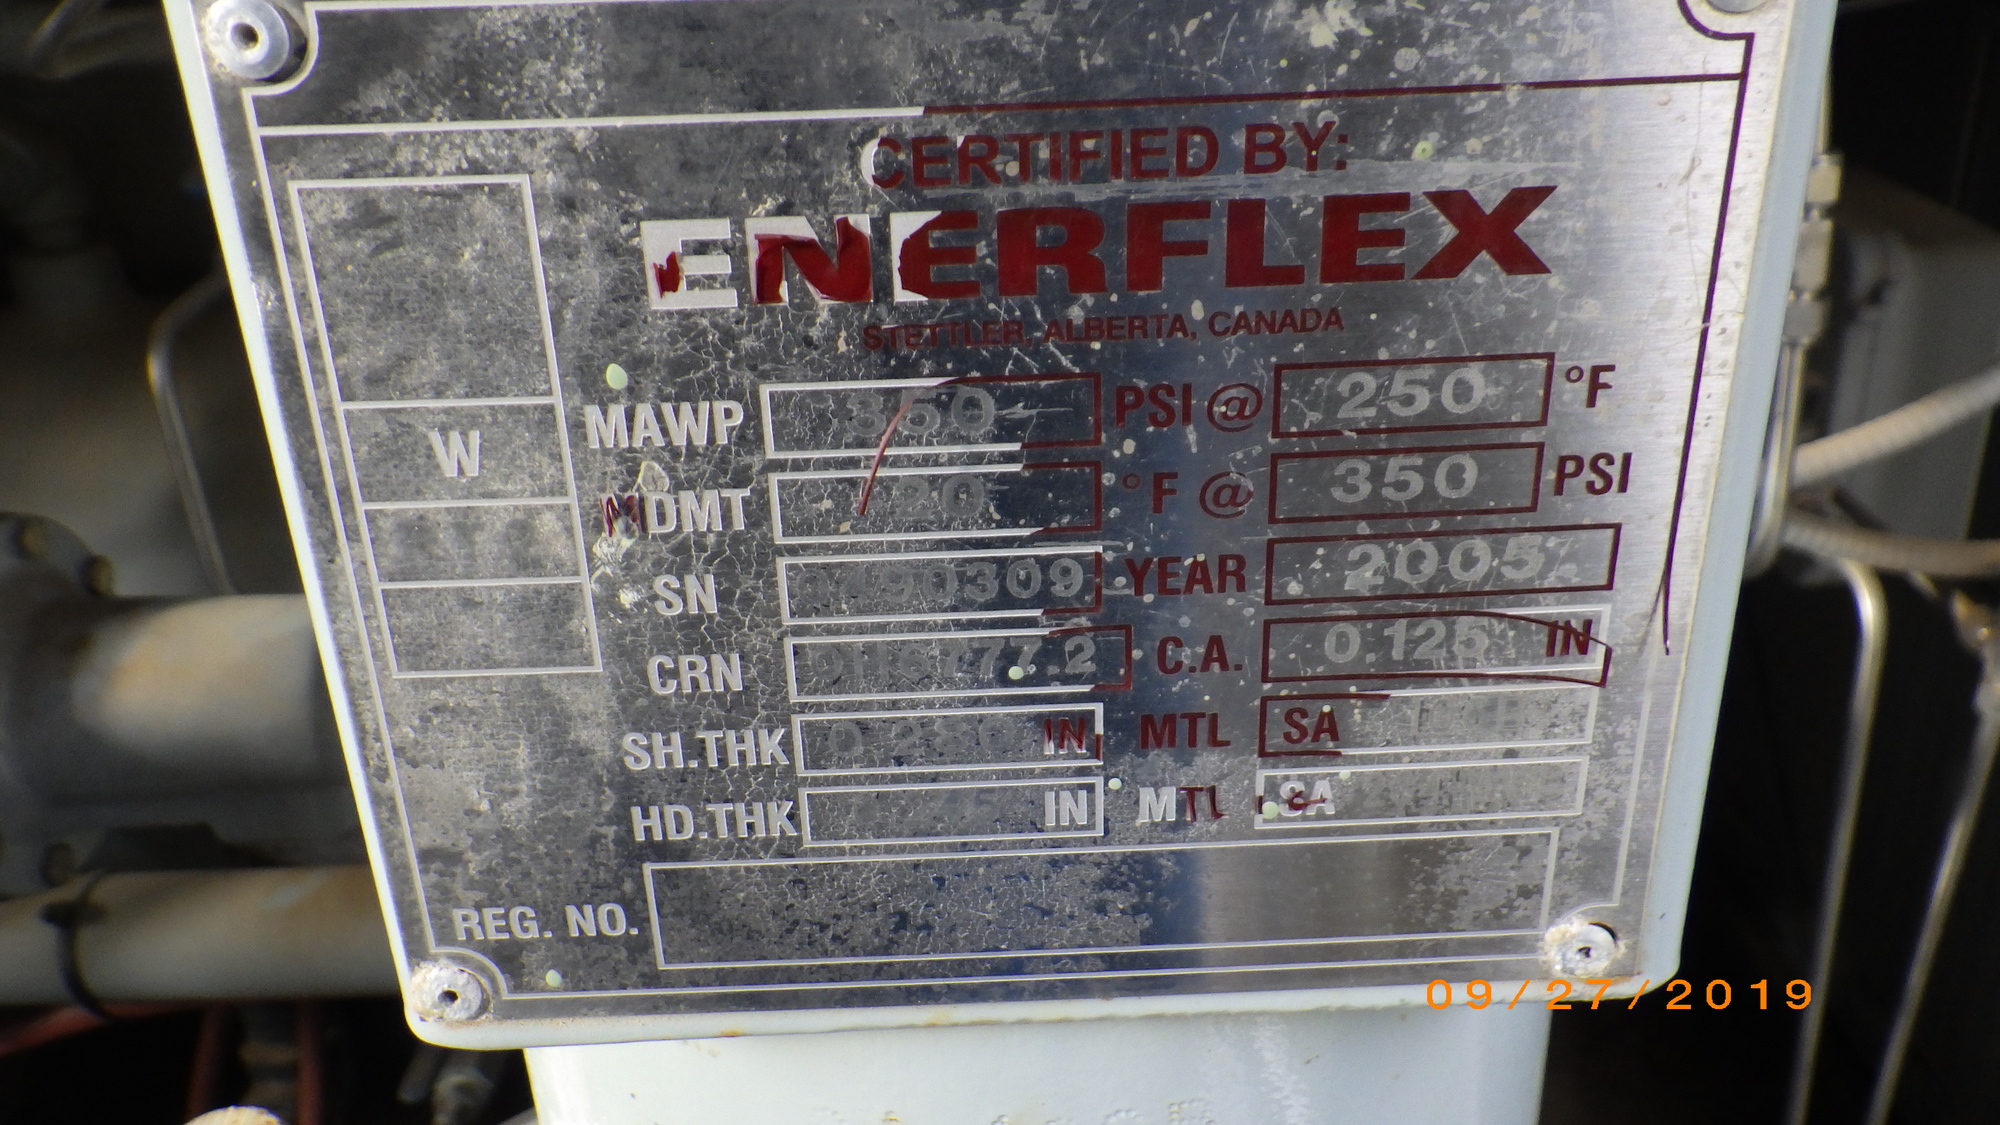 CERTIFIED BY:
ENERFLEX
STETTLER, ALBERTA, CANADA
W
MAWP 350 PSI @ 250 °F
MDMT 20 °F @ 350 PSI
SN YEAR 2005
CRN C.A. 0.125 IN
SH.THK IN MTL SA
HD.THK IN MTL SA
REG. NO.
09/27/2019